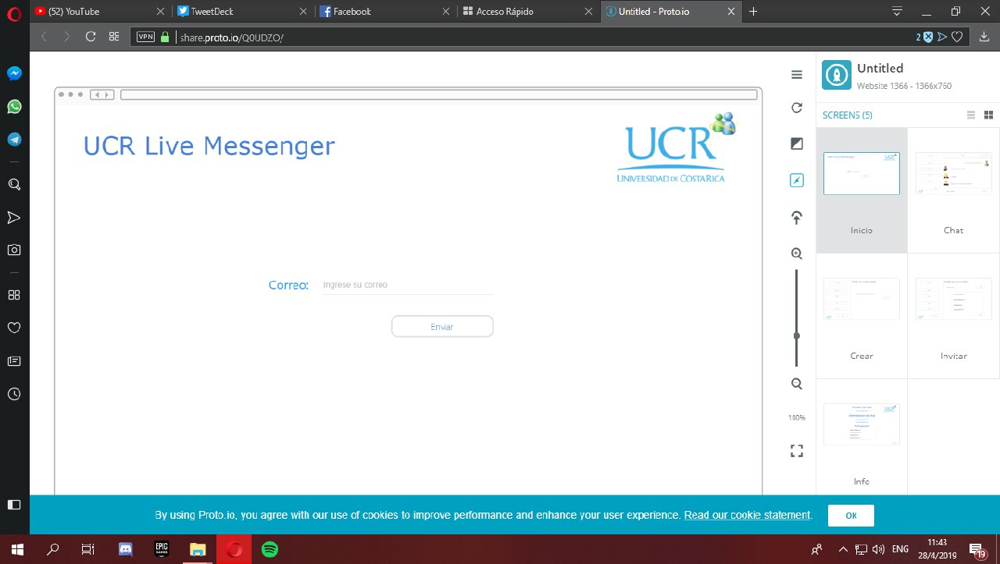 (52) YouTube
TweetDeck
Facebook
Acceso Rápido
Untitled - Proto.io
VPN
share.proto.io/Q0UDZO/
2
Untitled
Website 1366 - 1366x760
SCREENS (5)
UCR Live Messenger
UCR
UNIVERSIDAD DE COSTA RICA
Correo:
Ingrese su correo
Enviar
100%
Inicio
Chat
Crear
Invitar
Info
By using Proto.io, you agree with our use of cookies to improve performance and enhance your user experience. Read our cookie statement.
OK
EPIC
GAMES
ENG
11:43
28/4/2019
19